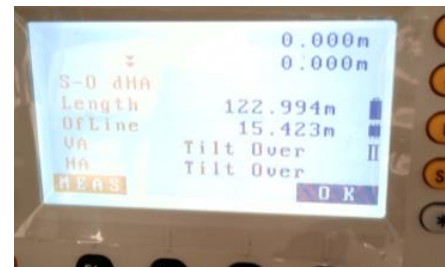 0.000m
0.000m
S-O dHA
Length 122.994m
OfLine 15.423m
VA Tilt Over
HA Tilt Over
MEAS OK